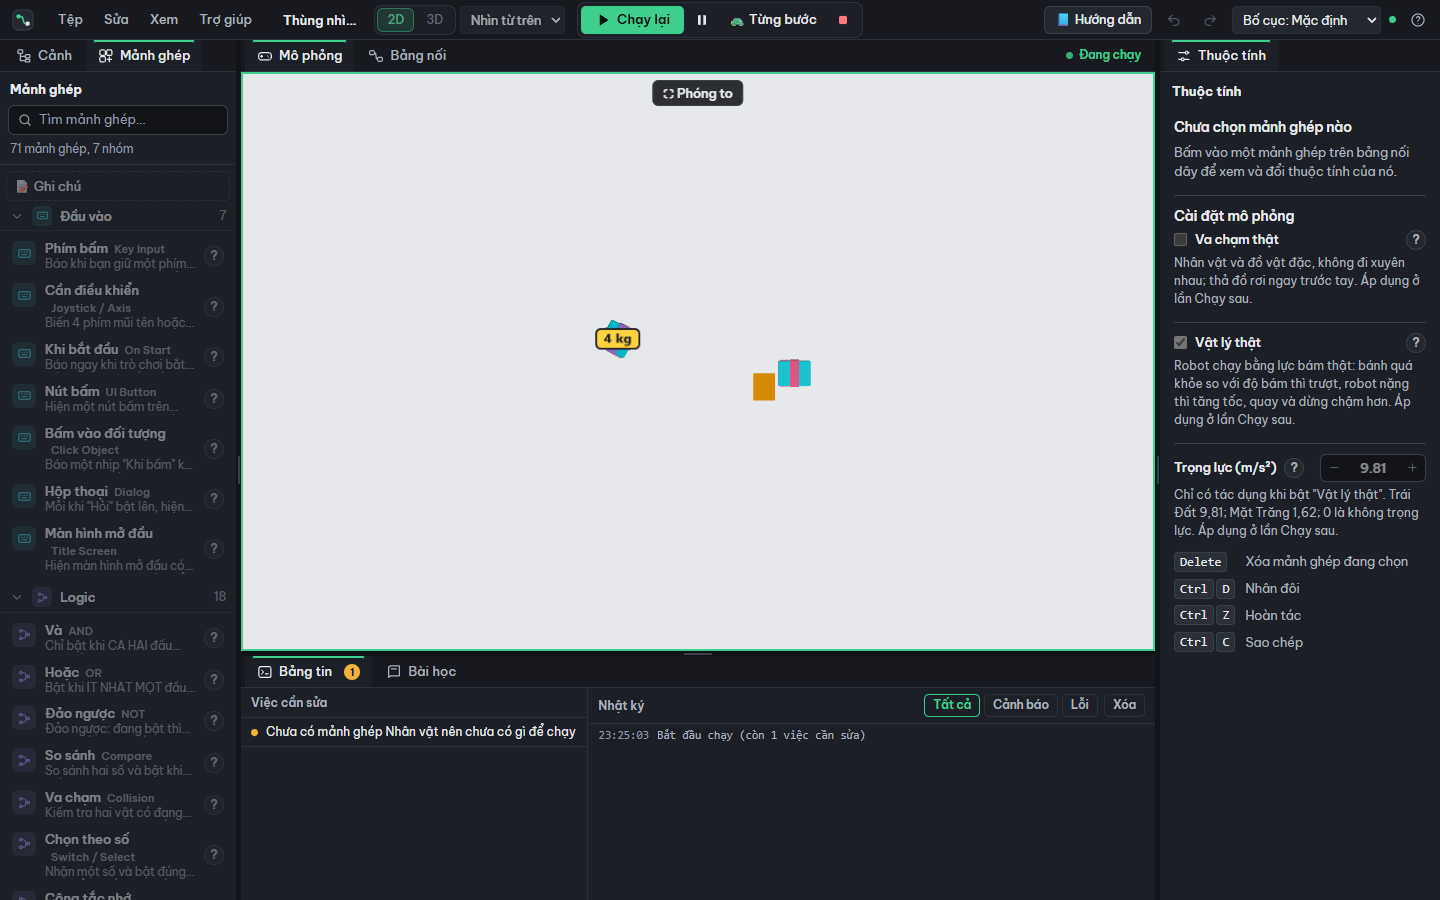 Tệp Sửa Xem Trợ giúp Thùng nhì... 2D 3D Nhìn từ trên Chạy lại Từng bước Hướng dẫn Bố cục: Mặc định
Cảnh Mảnh ghép
Mảnh ghép
Tìm mảnh ghép...
71 mảnh ghép, 7 nhóm
Ghi chú
Đầu vào 7
Phím bấm Key Input ?
Báo khi bạn giữ một phím...
Cần điều khiển
Joystick / Axis ?
Biến 4 phím mũi tên hoặc...
Khi bắt đầu On Start ?
Báo ngay khi trò chơi bắt...
Nút bấm UI Button ?
Hiện một nút bấm trên...
Bấm vào đối tượng
Click Object ?
Báo một nhịp "Khi bấm" k...
Hộp thoại Dialog ?
Mỗi khi "Hỏi" bật lên, hiện...
Màn hình mở đầu
Title Screen ?
Hiện màn hình mở đầu có...
Logic 18
Và AND ?
Chỉ bật khi CẢ HAI đầu...
Hoặc OR ?
Bật khi ÍT NHẤT MỘT đầu...
Đảo ngược NOT ?
Đảo ngược: đang bật thì...
So sánh Compare ?
So sánh hai số và bật khi...
Va chạm Collision ?
Kiểm tra hai vật có đang...
Chọn theo số
Switch / Select ?
Nhận một số và bật đúng...
Công tắc nhớ
Mô phỏng Bảng nối Đang chạy
Phóng to
4 kg
Bảng tin 1 Bài học
Việc cần sửa
Chưa có mảnh ghép Nhân vật nên chưa có gì để chạy
Nhật ký Tất cả Cảnh báo Lỗi Xóa
23:25:03 Bắt đầu chạy (còn 1 việc cần sửa)
Thuộc tính
Thuộc tính
Chưa chọn mảnh ghép nào
Bấm vào một mảnh ghép trên bảng nối
dây để xem và đổi thuộc tính của nó.
Cài đặt mô phỏng
Va chạm thật ?
Nhân vật và đồ vật đặc, không đi xuyên
nhau; thả đồ rơi ngay trước tay. Áp dụng ở
lần Chạy sau.
Vật lý thật ?
Robot chạy bằng lực bám thật: bánh quá
khỏe so với độ bám thì trượt, robot nặng
thì tăng tốc, quay và dừng chậm hơn. Áp
dụng ở lần Chạy sau.
Trọng lực (m/s²) ? − 9.81 +
Chỉ có tác dụng khi bật "Vật lý thật". Trái
Đất 9,81; Mặt Trăng 1,62; 0 là không trọng
lực. Áp dụng ở lần Chạy sau.
Delete Xóa mảnh ghép đang chọn
Ctrl D Nhân đôi
Ctrl Z Hoàn tác
Ctrl C Sao chép